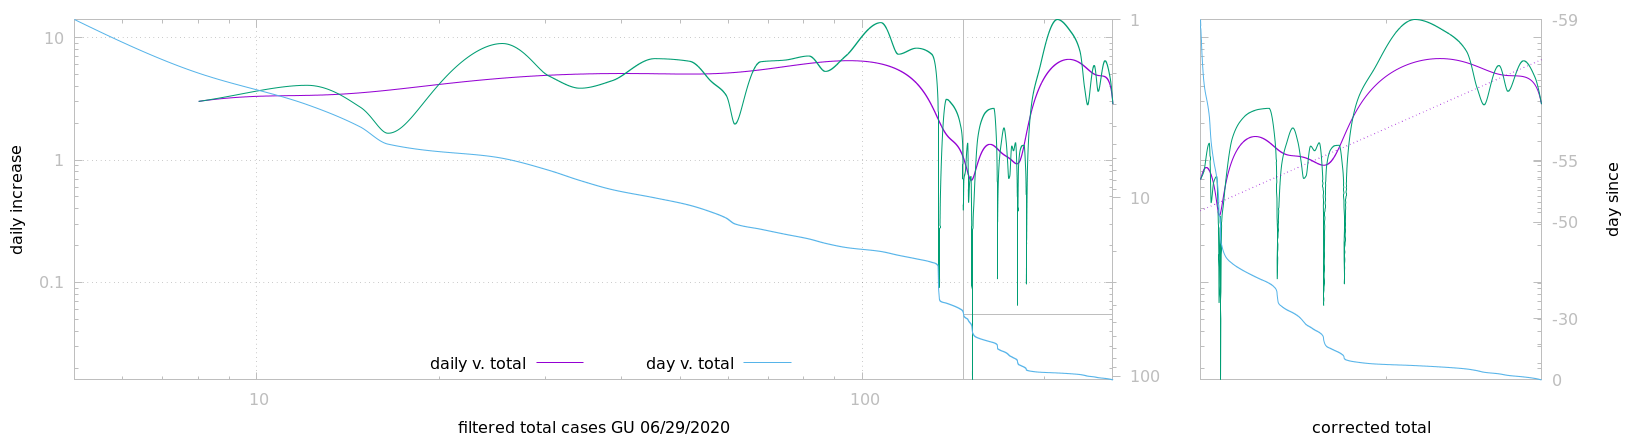 10
1
0.1
daily increase
daily v. total
day v. total
10
100
filtered total cases GU 06/29/2020
1
10
100
-59
-55
-50
-30
0
day since
corrected total